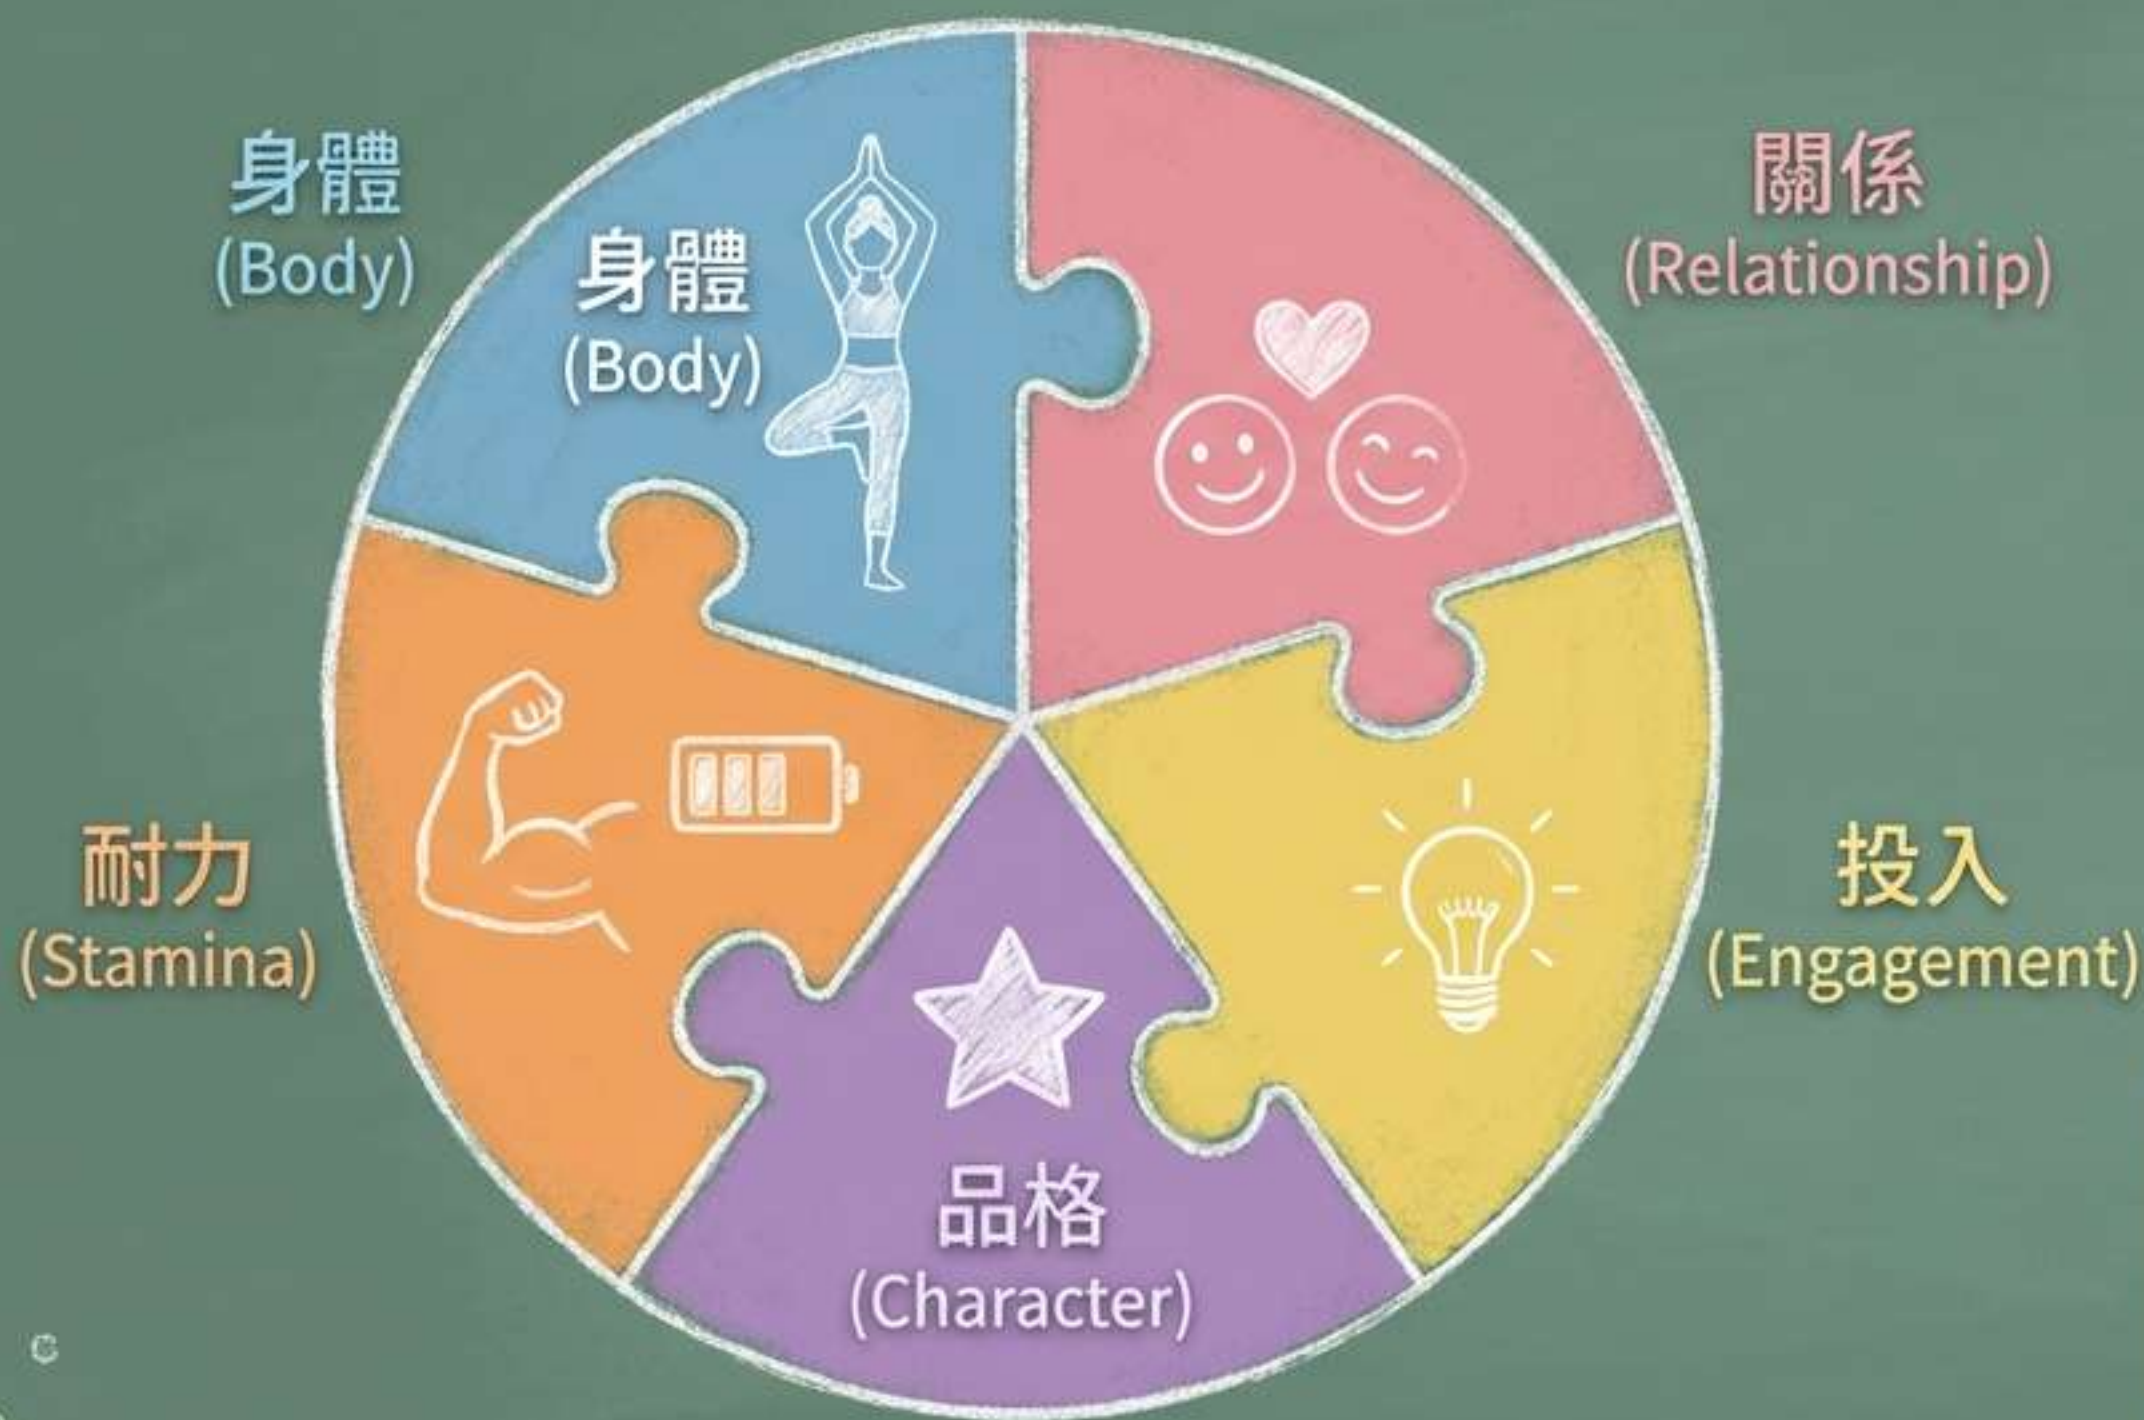 身體
(Body)
身體
(Body)
關係
(Relationship)
耐力
(Stamina)
投入
(Engagement)
品格
(Character)